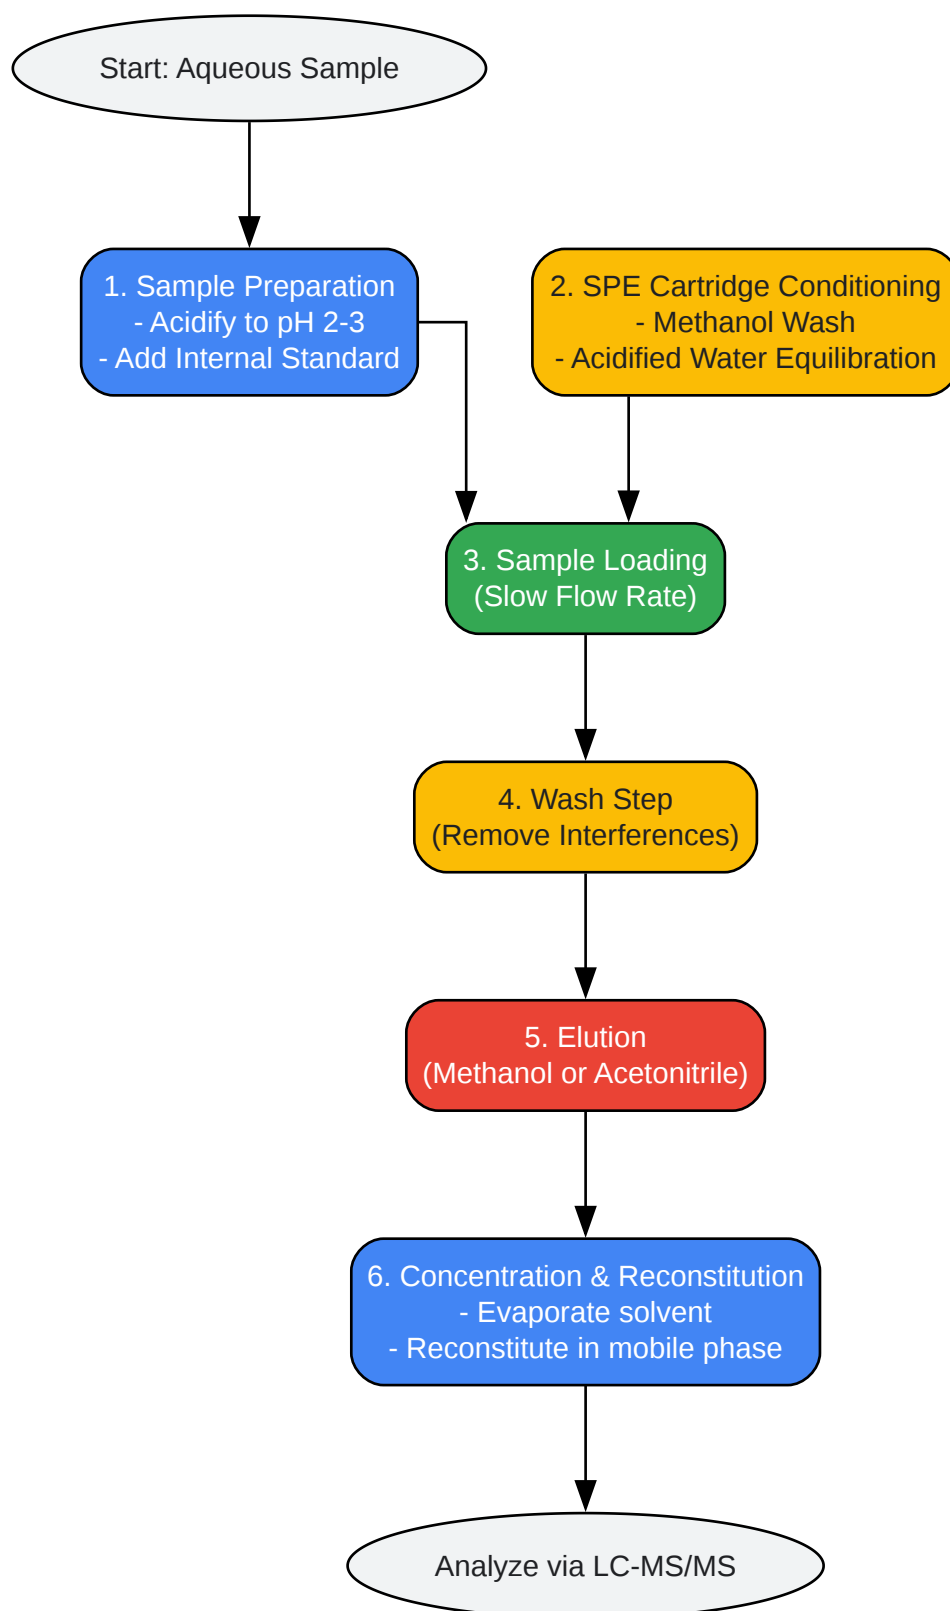 Start: Aqueous Sample
1. Sample Preparation
- Acidify to pH 2-3
- Add Internal Standard
2. SPE Cartridge Conditioning
- Methanol Wash
- Acidified Water Equilibration
3. Sample Loading
(Slow Flow Rate)
4. Wash Step
(Remove Interferences)
5. Elution
(Methanol or Acetonitrile)
6. Concentration & Reconstitution
- Evaporate solvent
- Reconstitute in mobile phase
Analyze via LC-MS/MS